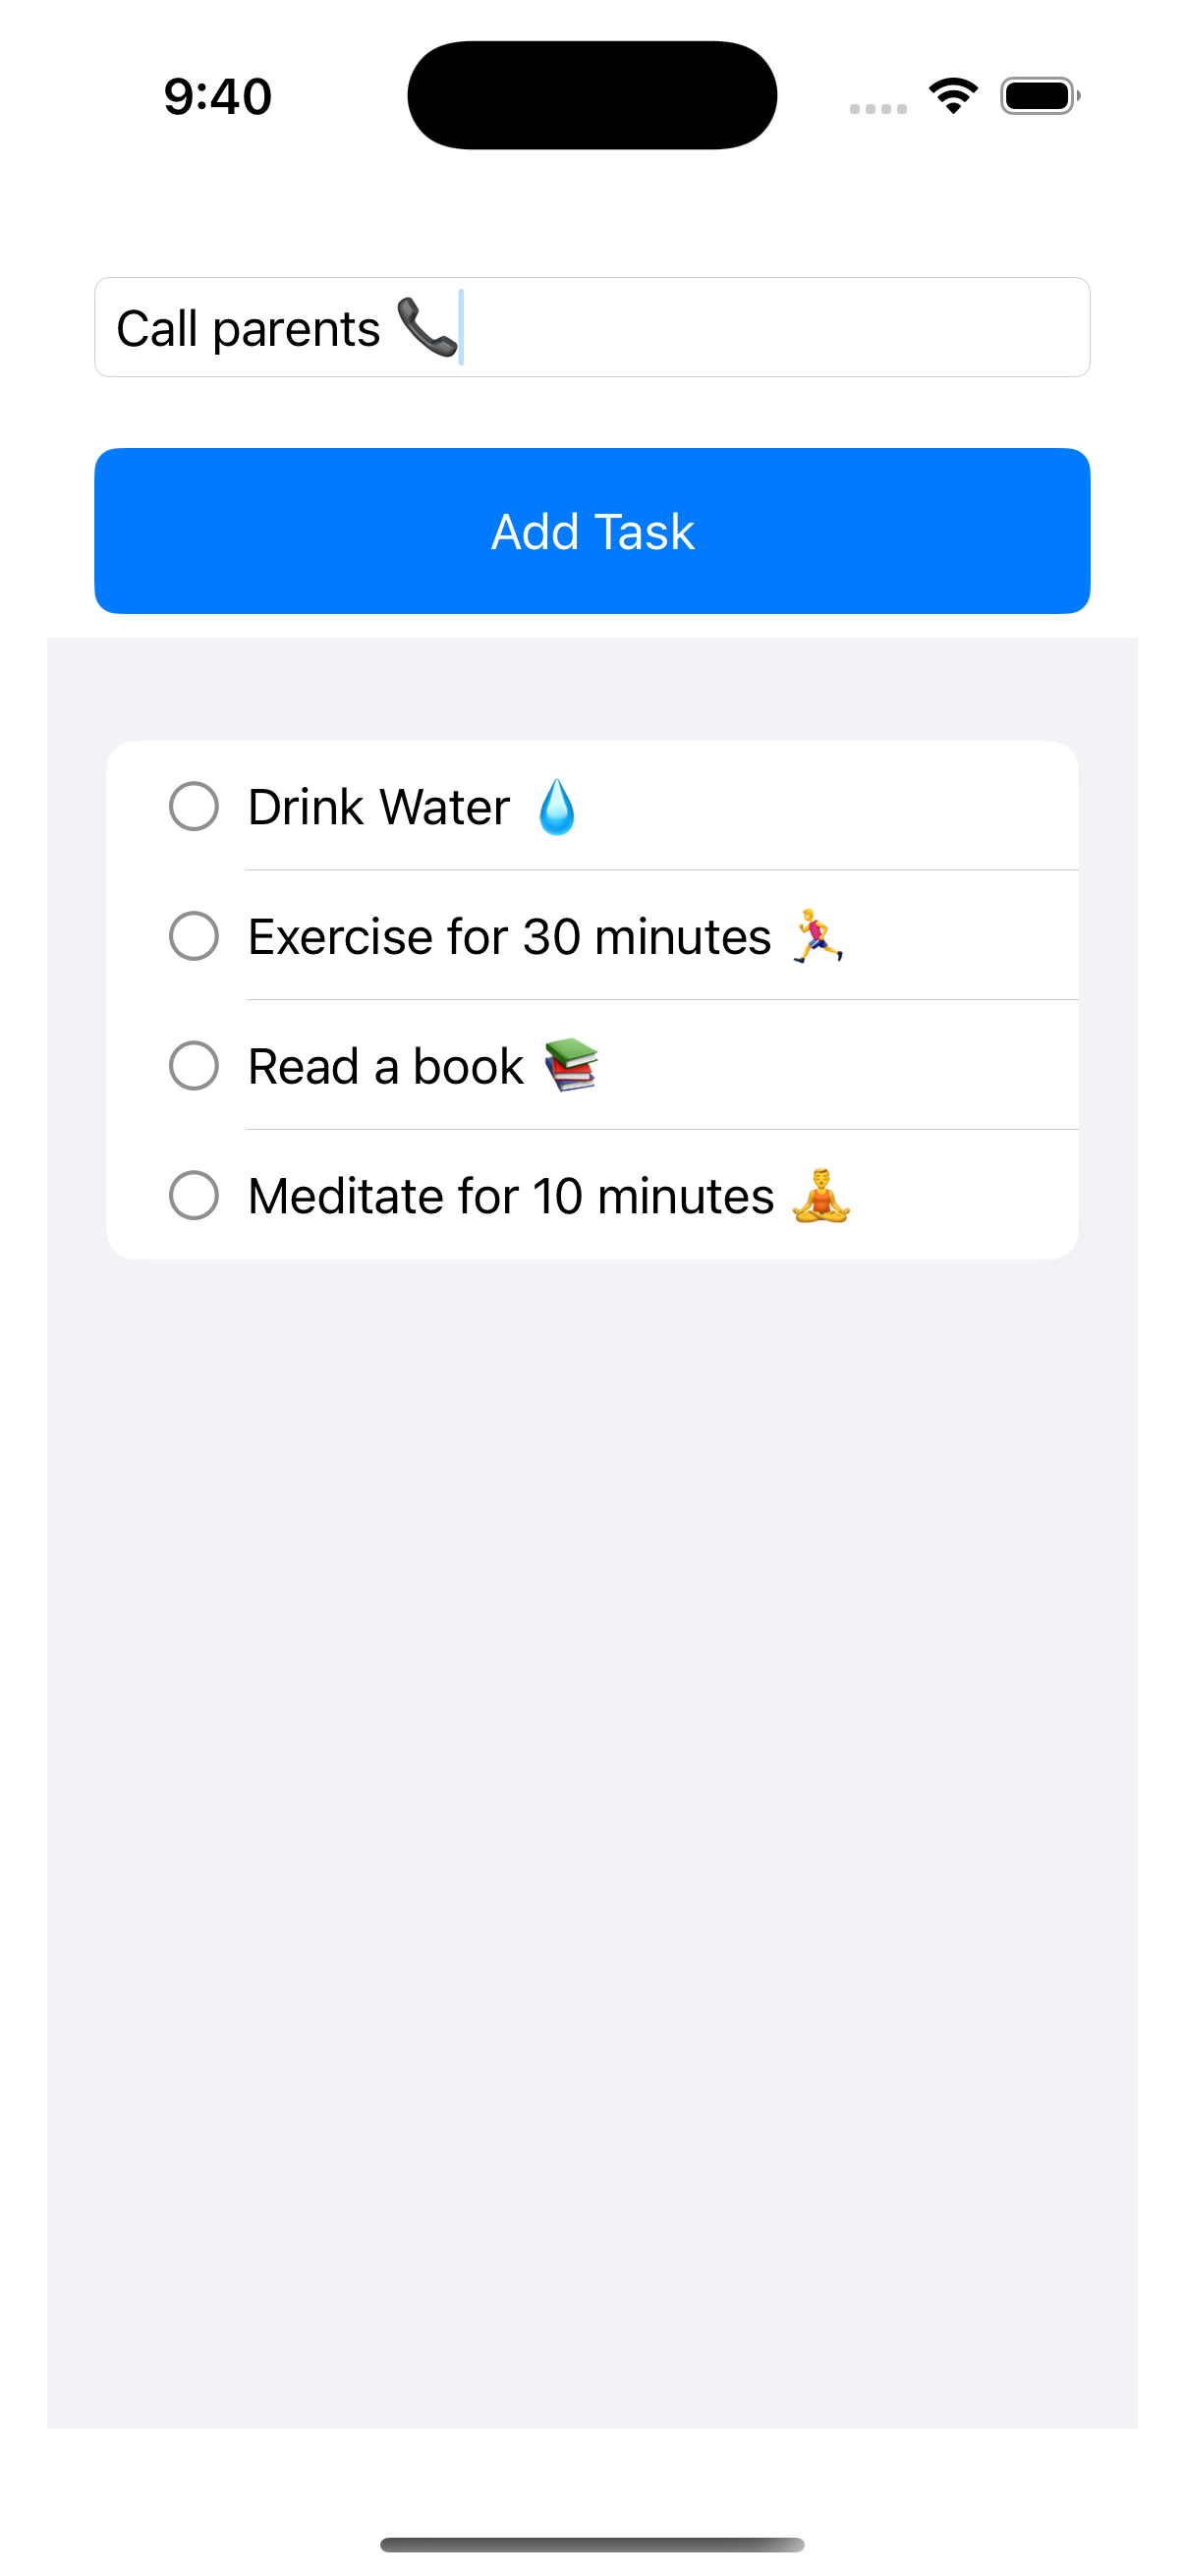 9:40
Call parents 📞
Add Task
Drink Water 💧
Exercise for 30 minutes 🏃‍♂️
Read a book 📚
Meditate for 10 minutes 🧘‍♂️